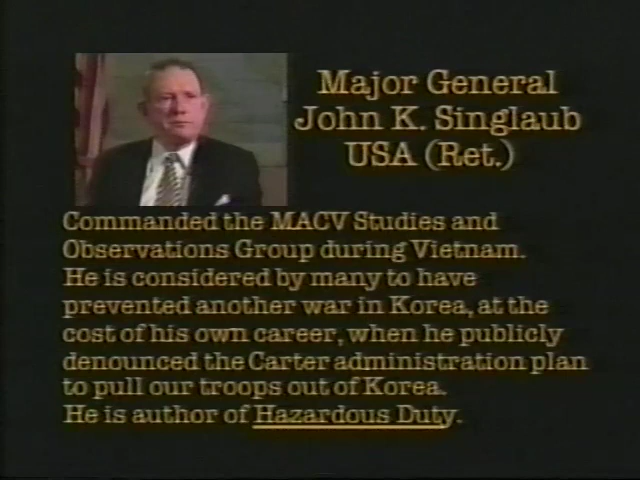 Major General
John K. Singlaub
USA (Ret.)
Commanded the MACV Studies and
Observations Group during Vietnam.
He is considered by many to have
prevented another war in Korea, at the
cost of his own career, when he publicly
denounced the Carter administration plan
to pull our troops out of Korea.
He is author of Hazardous Duty.